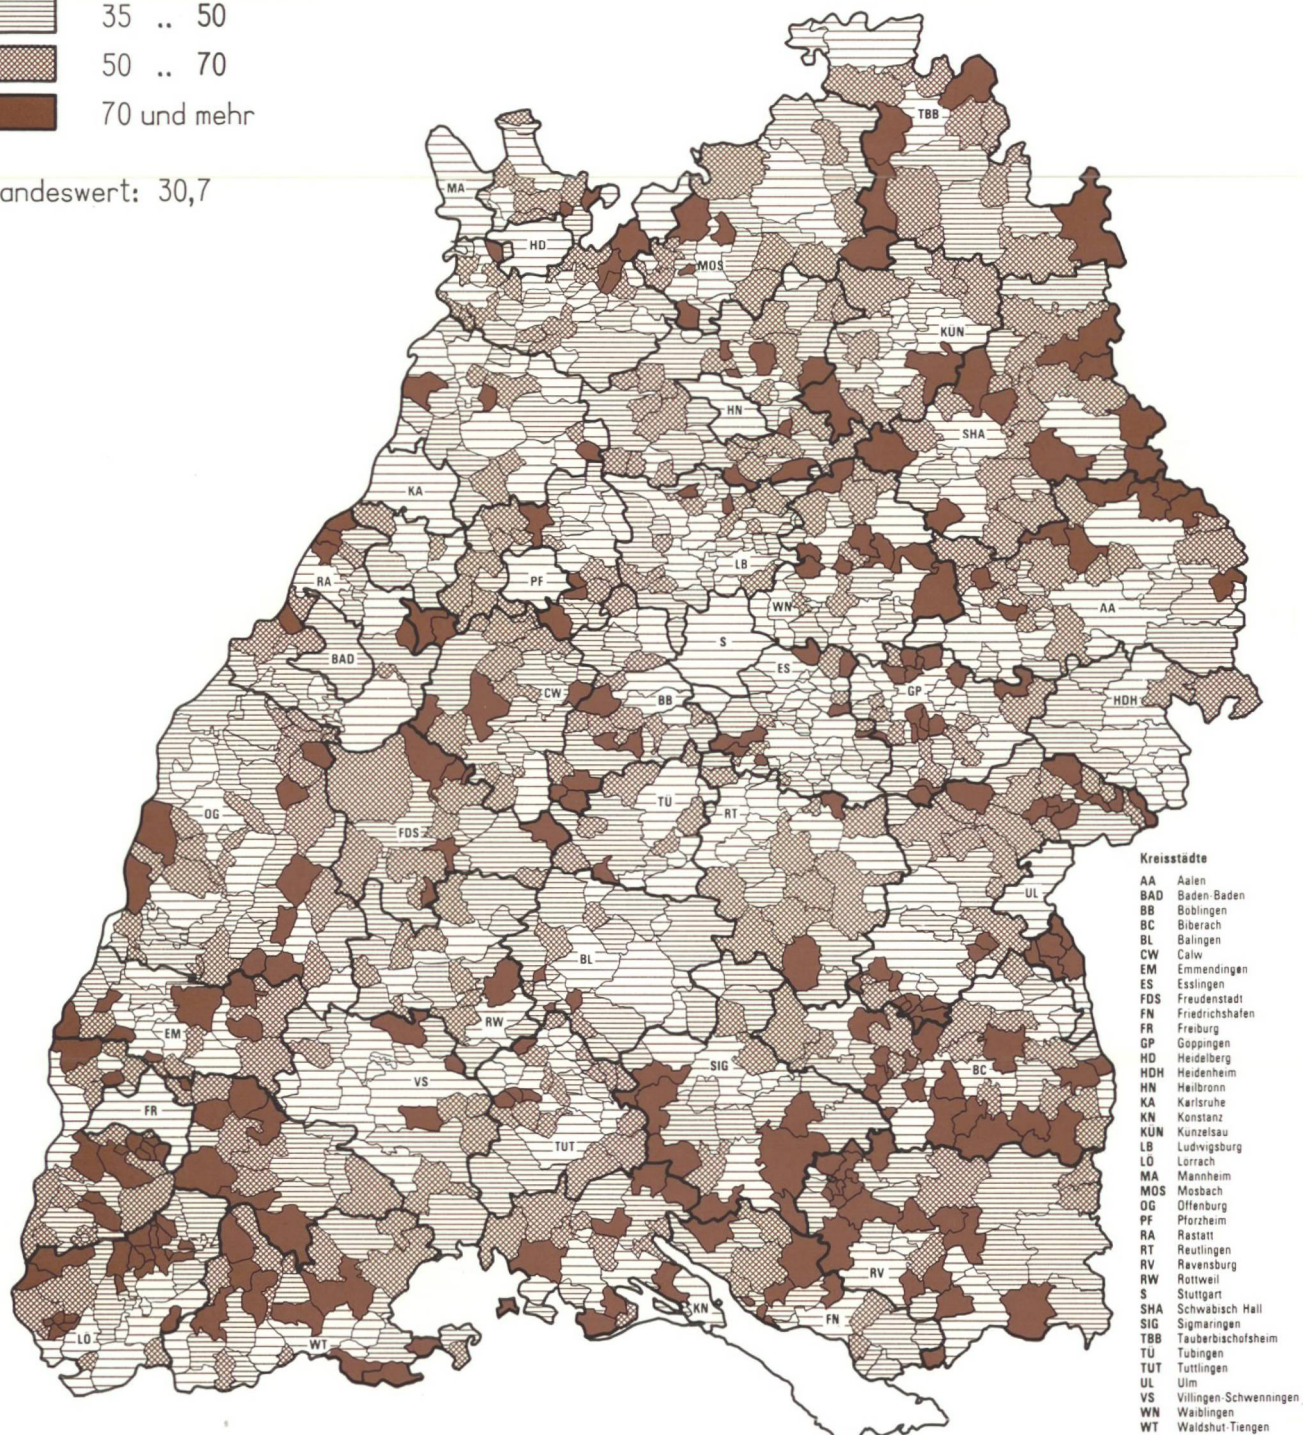 35 .. 50
50 .. 70
70 und mehr
andeswert: 30,7
TBB
MA
HD
MOS
KÜN
HN
SHA
KA
LB
PF
RA
AA
WN
S
BAD
ES
CW
GP
BB
HDH
TÜ
OG
RT
FDS
UL
BL
RW
EM
SIG
BC
VS
FR
TUT
RV
KN
FN
LÖ
WT
Kreisstädte
AA Aalen
BAD Baden-Baden
BB Böblingen
BC Biberach
BL Balingen
CW Calw
EM Emmendingen
ES Esslingen
FDS Freudenstadt
FN Friedrichshafen
FR Freiburg
GP Göppingen
HD Heidelberg
HDH Heidenheim
HN Heilbronn
KA Karlsruhe
KN Konstanz
KÜN Künzelsau
LB Ludwigsburg
LÖ Lörrach
MA Mannheim
MOS Mosbach
OG Offenburg
PF Pforzheim
RA Rastatt
RT Reutlingen
RV Ravensburg
RW Rottweil
S Stuttgart
SHA Schwäbisch Hall
SIG Sigmaringen
TBB Tauberbischofsheim
TÜ Tübingen
TUT Tuttlingen
UL Ulm
VS Villingen-Schwenningen
WN Waiblingen
WT Waldshut-Tiengen